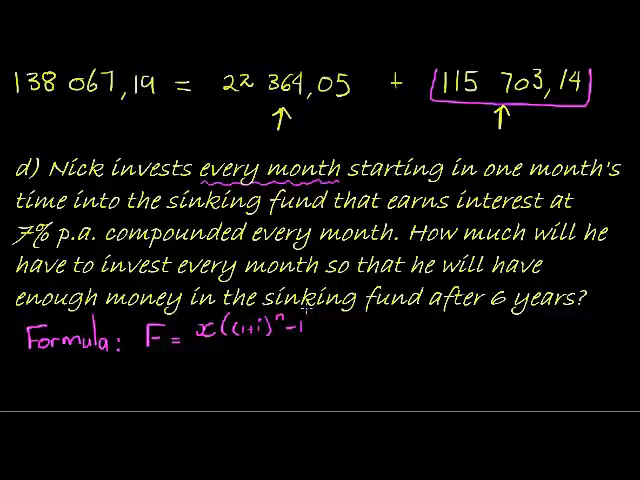 138 067,19 = 22 364,05 + 115 703,14
d) Nick invests every month starting in one month's
time into the sinking fund that earns interest at
7% p.a. compounded every month. How much will he
have to invest every month so that he will have
enough money in the sinking fund after 6 years?
Formula: F = x((1+i)^n - 1